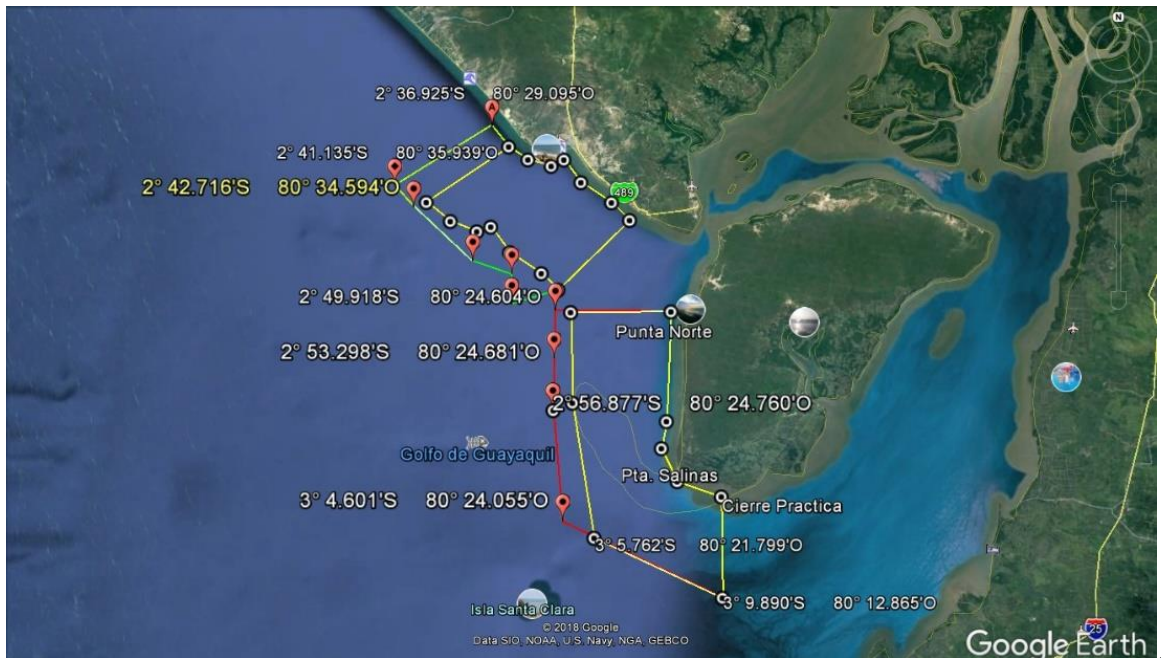 N
2° 36.925'S 80° 29.095'O
A
2° 41.135'S 80° 35.939'O
2° 42.716'S 80° 34.594'O
489
2° 49.918'S 80° 24.604'O
Punta Norte
2° 53.298'S 80° 24.681'O
2° 56.877'S 80° 24.760'O
Golfo de Guayaquil
Pta. Salinas
3° 4.601'S 80° 24.055'O
Cierre Practica
3° 5.762'S 80° 21.799'O
3° 9.890'S 80° 12.865'O
Isla Santa Clara
© 2018 Google
Data SIO, NOAA, U.S. Navy, NGA, GEBCO
25
Google Earth